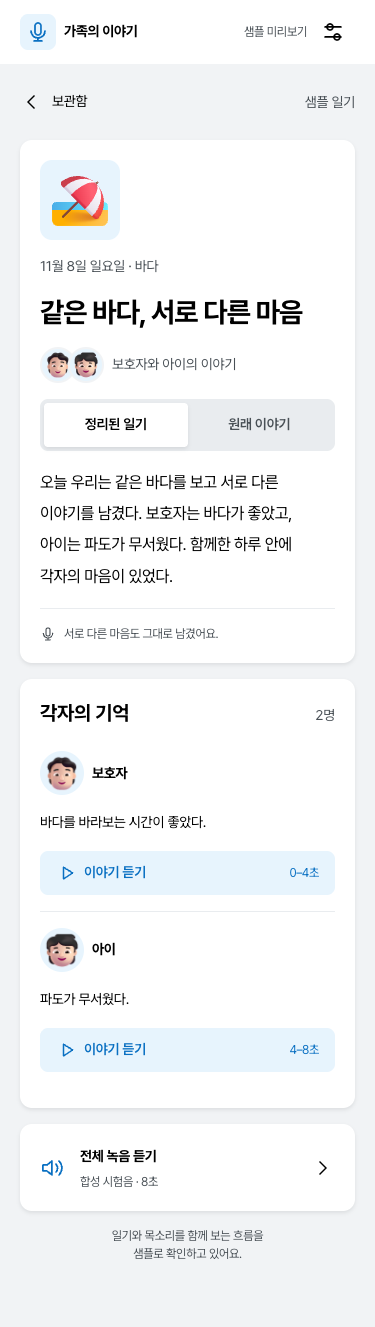 가족의 이야기
샘플 미리보기
보관함
샘플 일기
11월 8일 일요일 · 바다
같은 바다, 서로 다른 마음
보호자와 아이의 이야기
정리된 일기
원래 이야기
오늘 우리는 같은 바다를 보고 서로 다른
이야기를 남겼다. 보호자는 바다가 좋았고,
아이는 파도가 무서웠다. 함께한 하루 안에
각자의 마음이 있었다.
서로 다른 마음도 그대로 남겼어요.
각자의 기억
2명
보호자
바다를 바라보는 시간이 좋았다.
이야기 듣기
0–4초
아이
파도가 무서웠다.
이야기 듣기
4–8초
전체 녹음 듣기
합성 시험음 · 8초
일기와 목소리를 함께 보는 흐름을
샘플로 확인하고 있어요.